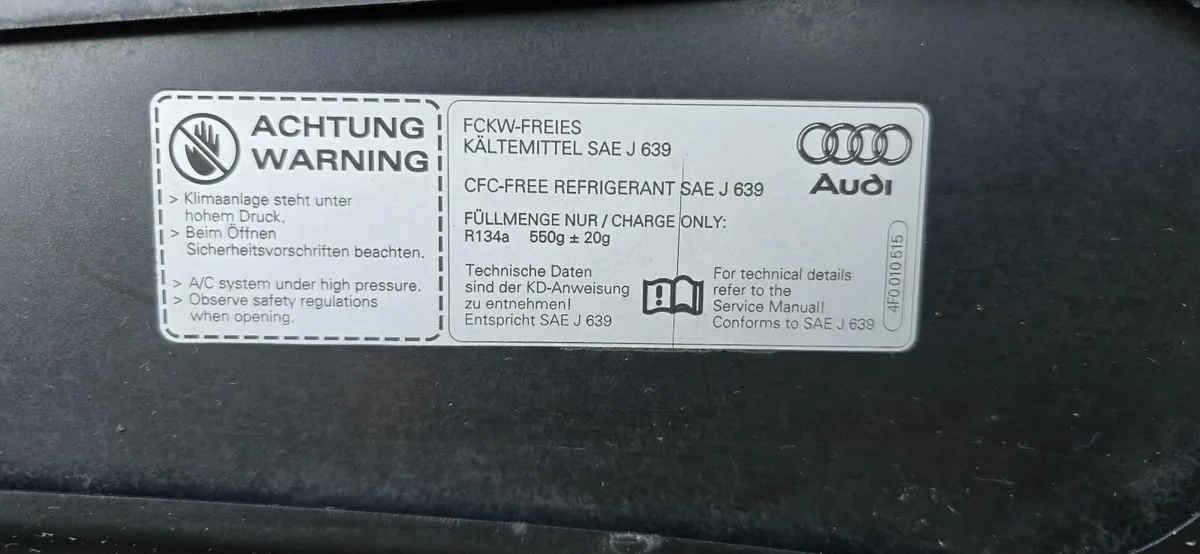 ACHTUNG
WARNING
> Klimaanlage steht unter
hohem Druck.
> Beim Öffnen
Sicherheitsvorschriften beachten.
> A/C system under high pressure.
> Observe safety regulations
when opening.
FCKW-FREIES
KÄLTEMITTEL SAE J 639
CFC-FREE REFRIGERANT SAE J 639
FÜLLMENGE NUR / CHARGE ONLY:
R134a 550g ± 20g
Technische Daten
sind der KD-Anweisung
zu entnehmen!
Entspricht SAE J 639
For technical details
refer to the
Service Manual!
Conforms to SAE J 639
Audi
4F0 010 515